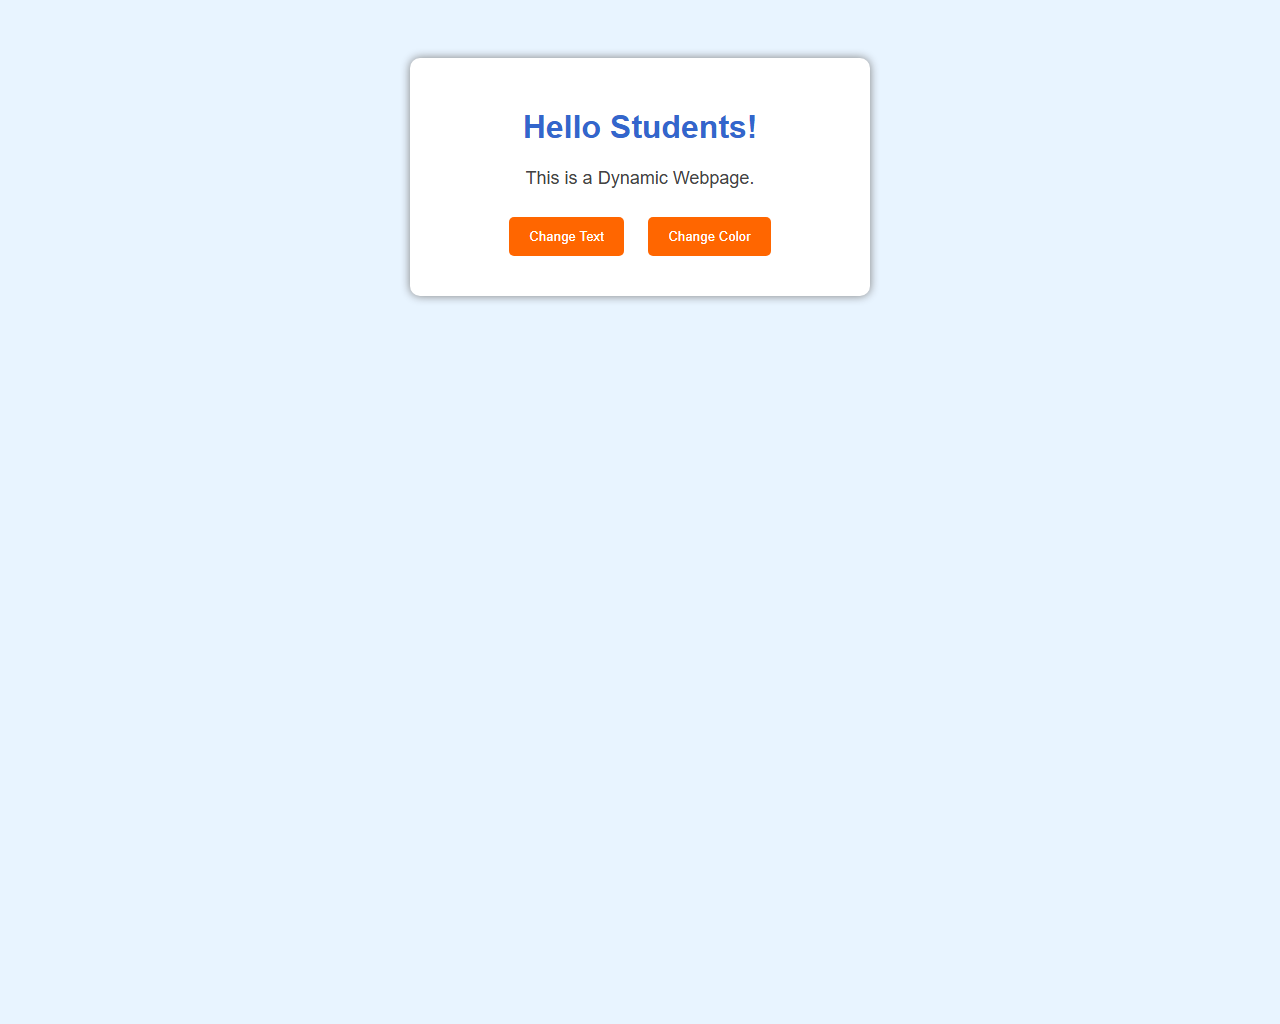 Hello Students!
This is a Dynamic Webpage.
Change Text Change Color